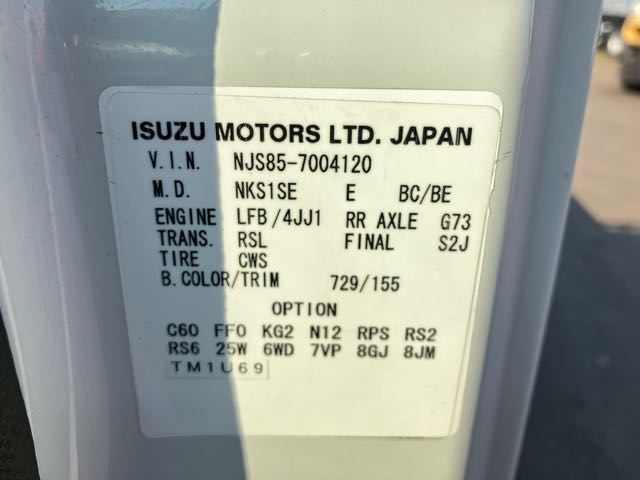 ISUZU MOTORS LTD. JAPAN
V.I.N. NJS85-7004120
M.D. NKS1SE E BC/BE
ENGINE LFB/4JJ1 RR AXLE G73
TRANS. RSL FINAL S2J
TIRE CWS
B.COLOR/TRIM 729/155
OPTION
C60 FF0 KG2 N12 RPS RS2
RS6 25W 6WD 7VP 8GJ 8JM
TM1U69